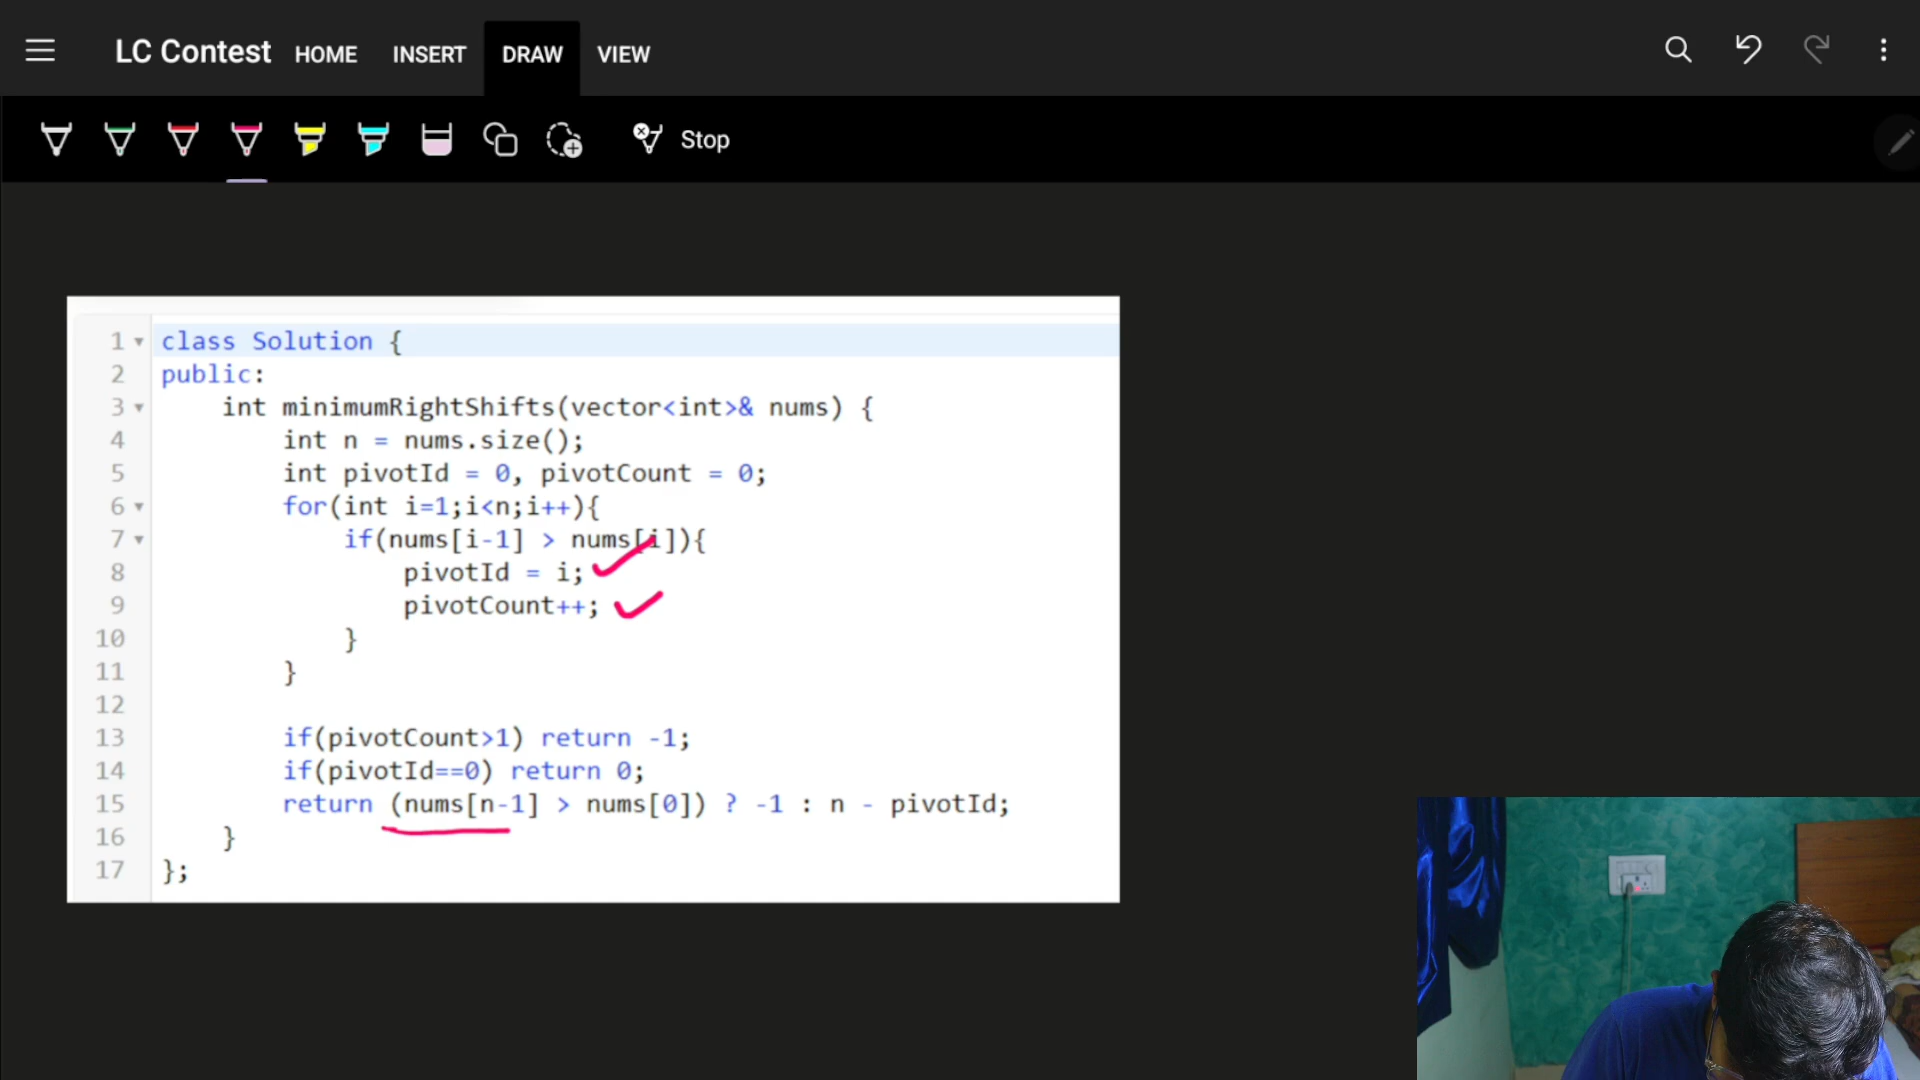 LC Contest HOME INSERT DRAW VIEW
Stop
1 class Solution {
2 public:
3     int minimumRightShifts(vector<int>& nums) {
4         int n = nums.size();
5         int pivotId = 0, pivotCount = 0;
6         for(int i=1;i<n;i++){
7             if(nums[i-1] > nums[i]){
8                 pivotId = i;
9                 pivotCount++;
10             }
11         }
12
13         if(pivotCount>1) return -1;
14         if(pivotId==0) return 0;
15         return (nums[n-1] > nums[0]) ? -1 : n - pivotId;
16     }
17 };